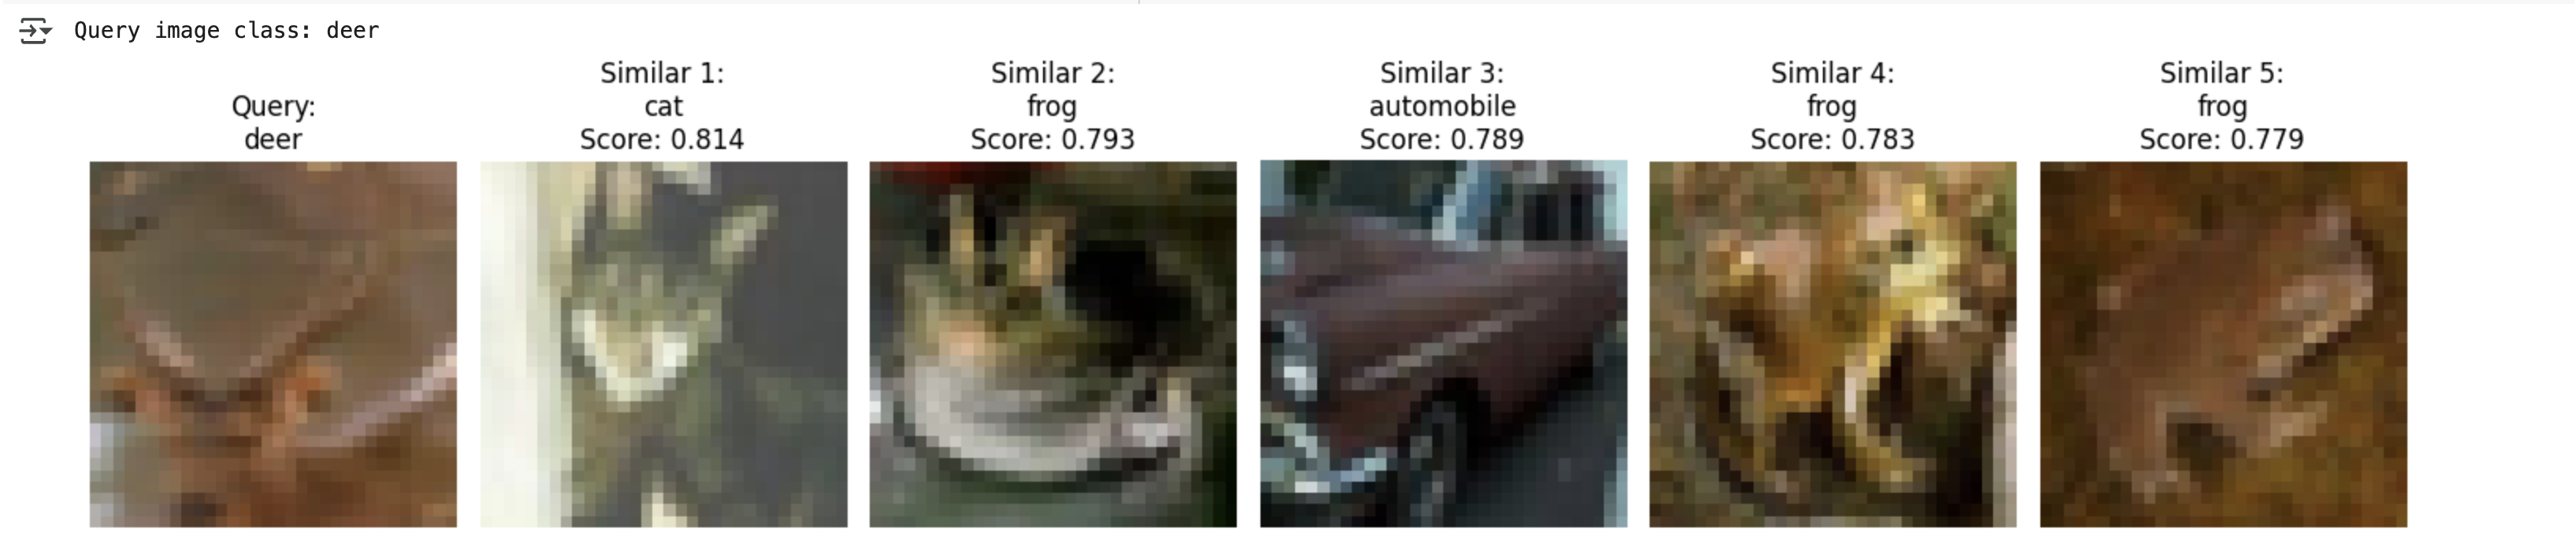 Query image class: deer
Query:
deer
Similar 1:
cat
Score: 0.814
Similar 2:
frog
Score: 0.793
Similar 3:
automobile
Score: 0.789
Similar 4:
frog
Score: 0.783
Similar 5:
frog
Score: 0.779